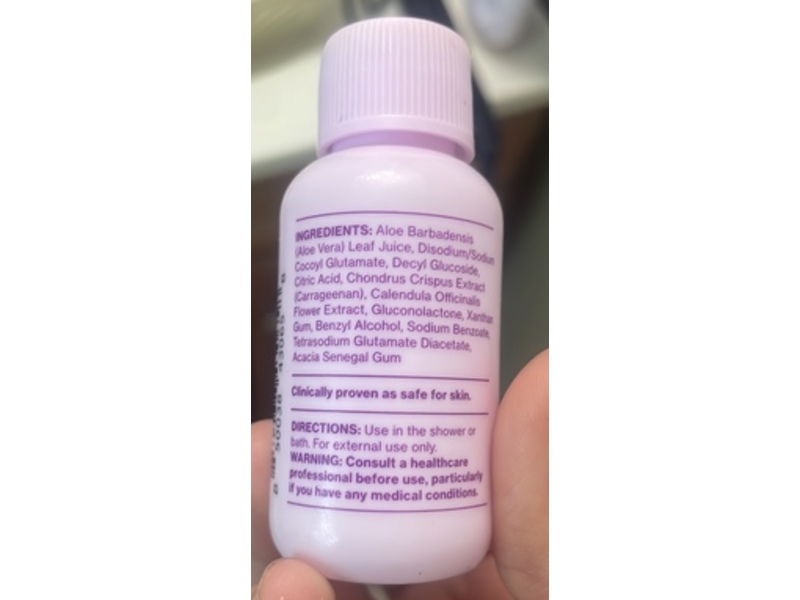 INGREDIENTS: Aloe Barbadensis
(Aloe Vera) Leaf Juice, Disodium/Sodium
Cocoyl Glutamate, Decyl Glucoside,
Citric Acid, Chondrus Crispus Extract
(Carrageenan), Calendula Officinalis
Flower Extract, Gluconolactone, Xanthan
Gum, Benzyl Alcohol, Sodium Benzoate,
Tetrasodium Glutamate Diacetate,
Acacia Senegal Gum
Clinically proven as safe for skin.
DIRECTIONS: Use in the shower or
bath. For external use only.
WARNING: Consult a healthcare
professional before use, particularly
if you have any medical conditions.